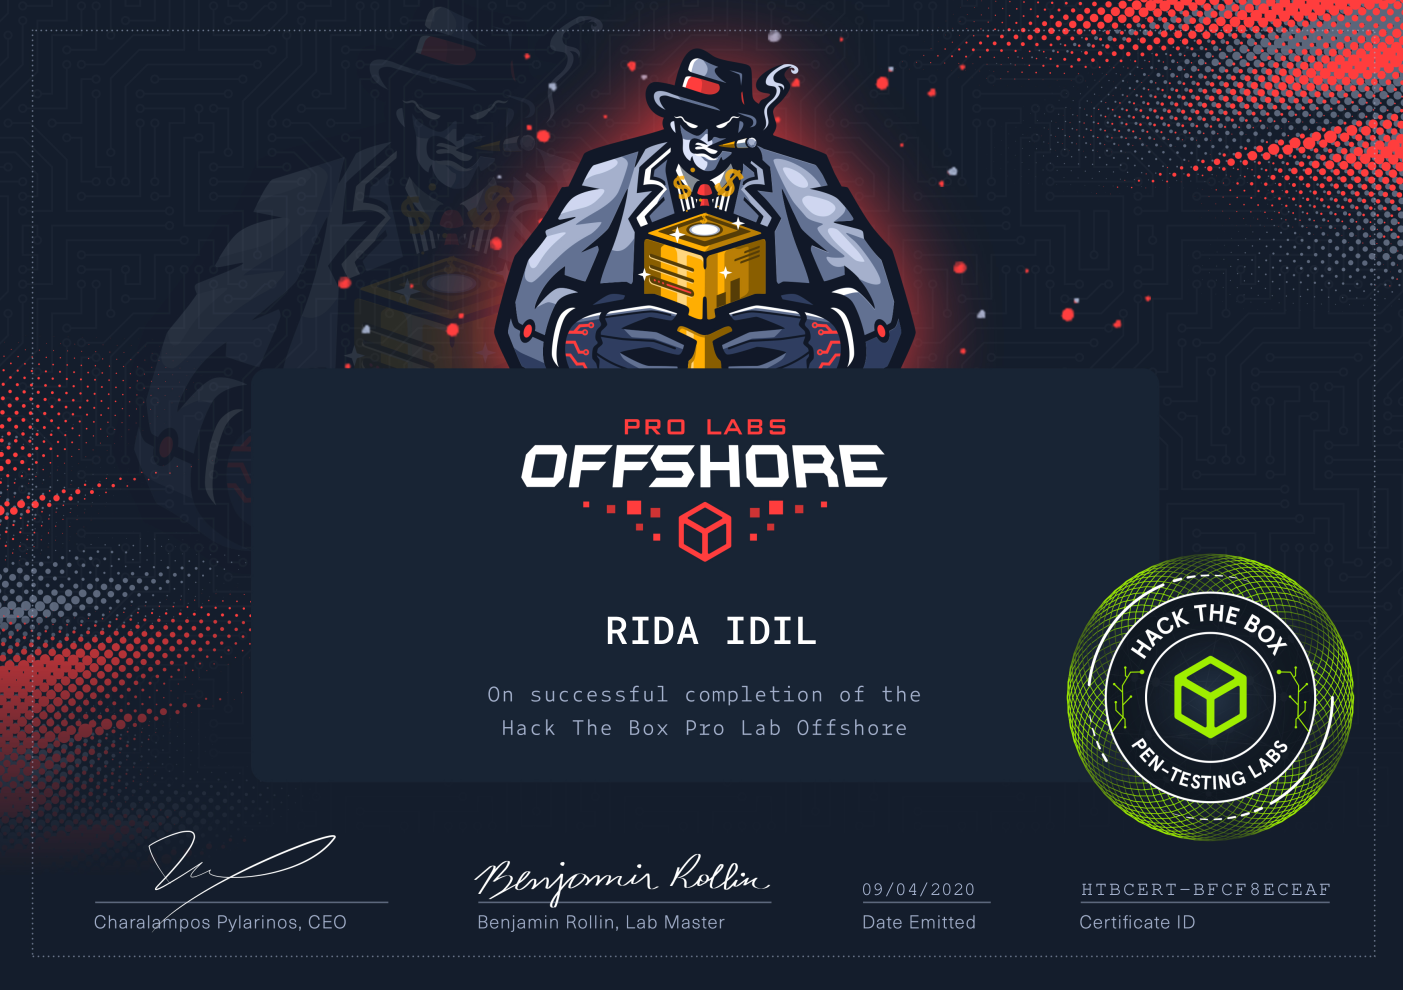 PRO LABS
OFFSHORE
RIDA IDIL
On successful completion of the
Hack The Box Pro Lab Offshore
HACK THE BOX
PEN-TESTING LABS
Benjamin Rollin
09/04/2020
HTBCERT-BFCF8ECEAF
Charalampos Pylarinos, CEO
Benjamin Rollin, Lab Master
Date Emitted
Certificate ID